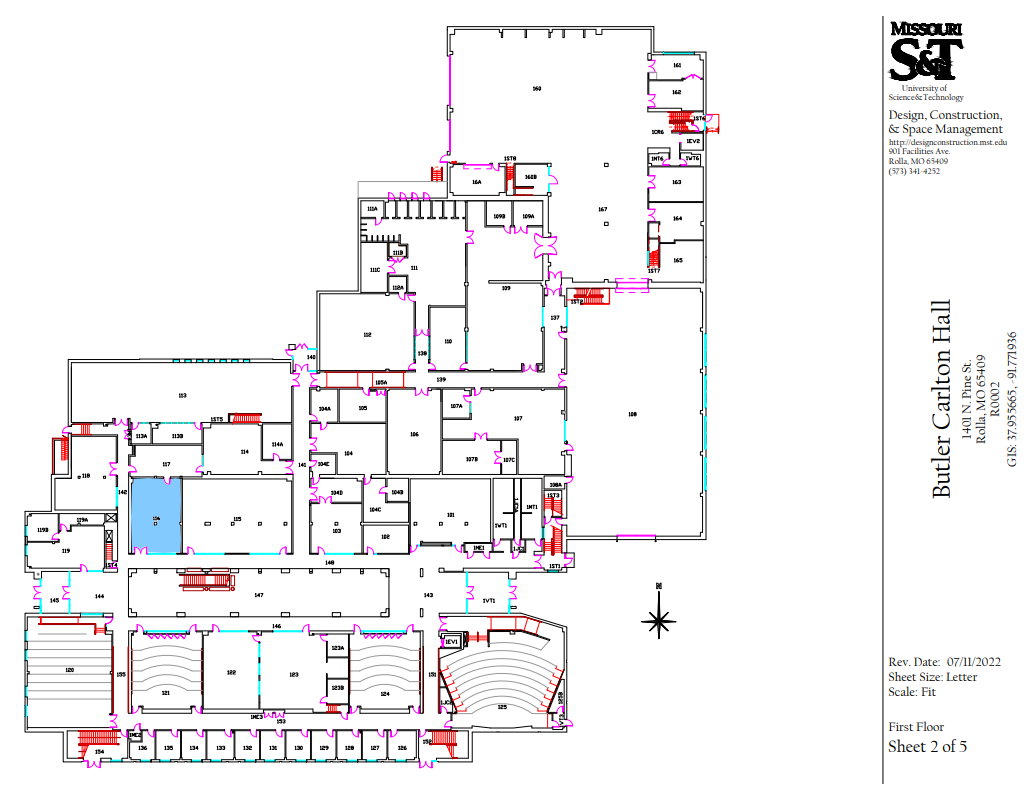 MISSOURI
S&T
University of
Science & Technology
Design, Construction,
& Space Management
http://designconstruction.mst.edu
901 Facilities Ave.
Rolla, MO 65409
(573) 341-4252
Butler Carlton Hall
1401 N. Pine St.
Rolla, MO 65409
R0002
GIS: 37.955665, -91.771936
Rev. Date: 07/11/2022
Sheet Size: Letter
Scale: Fit
First Floor
Sheet 2 of 5
160
161
162
1ST6
1CR6
1EV2
1MT6
1WT6
1ST8
16A
160B
163
167
164
165
1ST7
111A
109B
109A
111B
111
111C
112A
109
1ST2
137
112
138
110
140
139
105A
108
113
104A
105
107A
107
106
1ST5
113A
113B
114
114A
104
117
141
104E
107B
107C
118
142
104D
104B
108A
1ST3
116
115
104C
101
1MT1
1WT1
119B
119A
103
102
119
1ME1
1ST4
148
1ST1
145
144
147
143
1VT1
146
120
155
121
122
123
123A
123B
124
151
1EV1
125
1ME3
153
154
1ME2
136
135
134
133
132
131
130
129
128
127
126
152